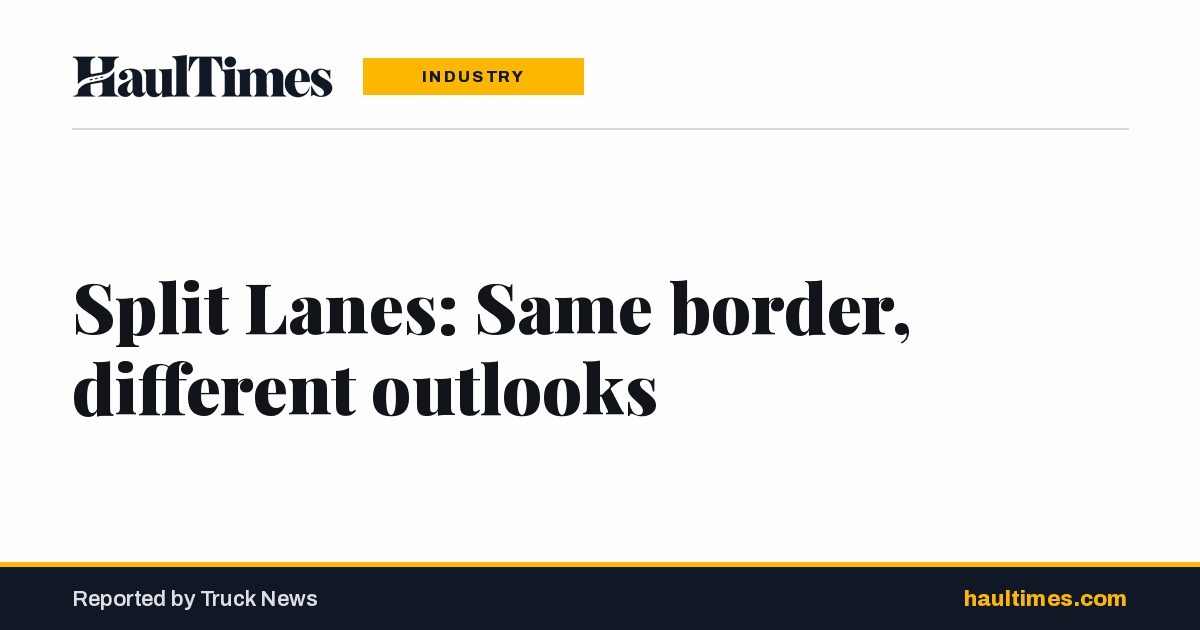 HaulTimes
INDUSTRY
Split Lanes: Same border,
different outlooks
Reported by Truck News
haultimes.com